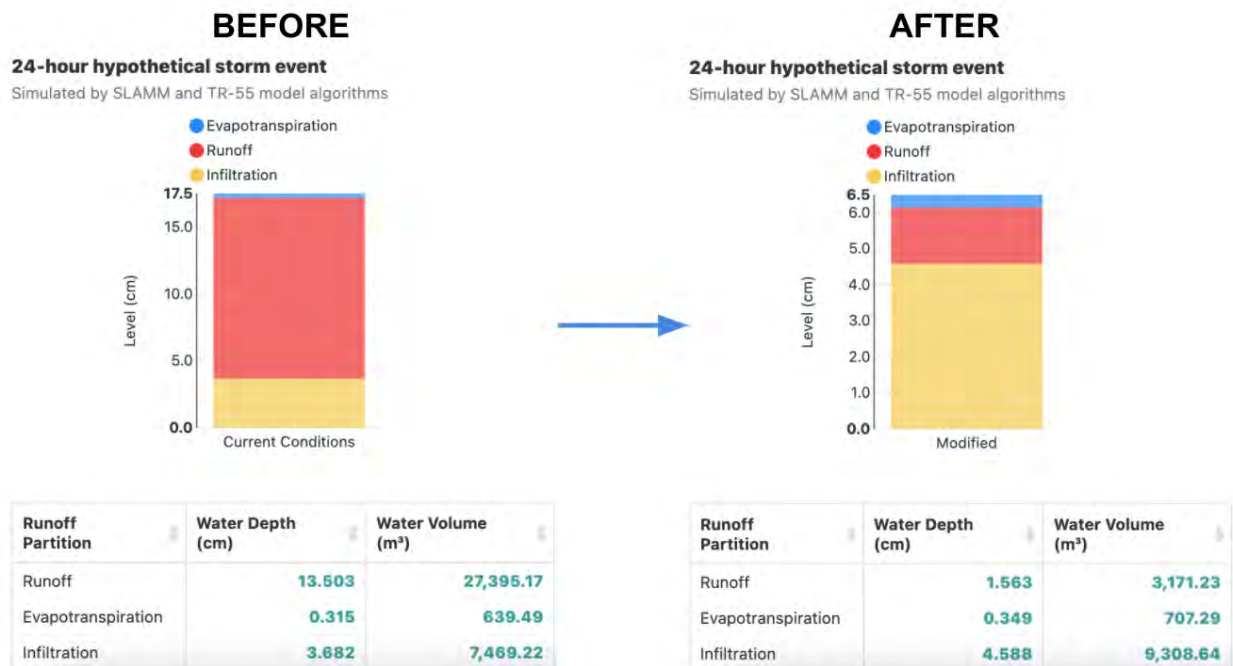 BEFORE
24-hour hypothetical storm event
Simulated by SLAMM and TR-55 model algorithms
Evapotranspiration
Runoff
Infiltration
17.5
15.0
10.0
5.0
0.0
Level (cm)
Current Conditions
Runoff Partition Water Depth (cm) Water Volume (m³)
Runoff 13.503 27,395.17
Evapotranspiration 0.315 639.49
Infiltration 3.682 7,469.22
AFTER
24-hour hypothetical storm event
Simulated by SLAMM and TR-55 model algorithms
Evapotranspiration
Runoff
Infiltration
6.5
6.0
5.0
4.0
3.0
2.0
1.0
0.0
Level (cm)
Modified
Runoff Partition Water Depth (cm) Water Volume (m³)
Runoff 1.563 3,171.23
Evapotranspiration 0.349 707.29
Infiltration 4.588 9,308.64